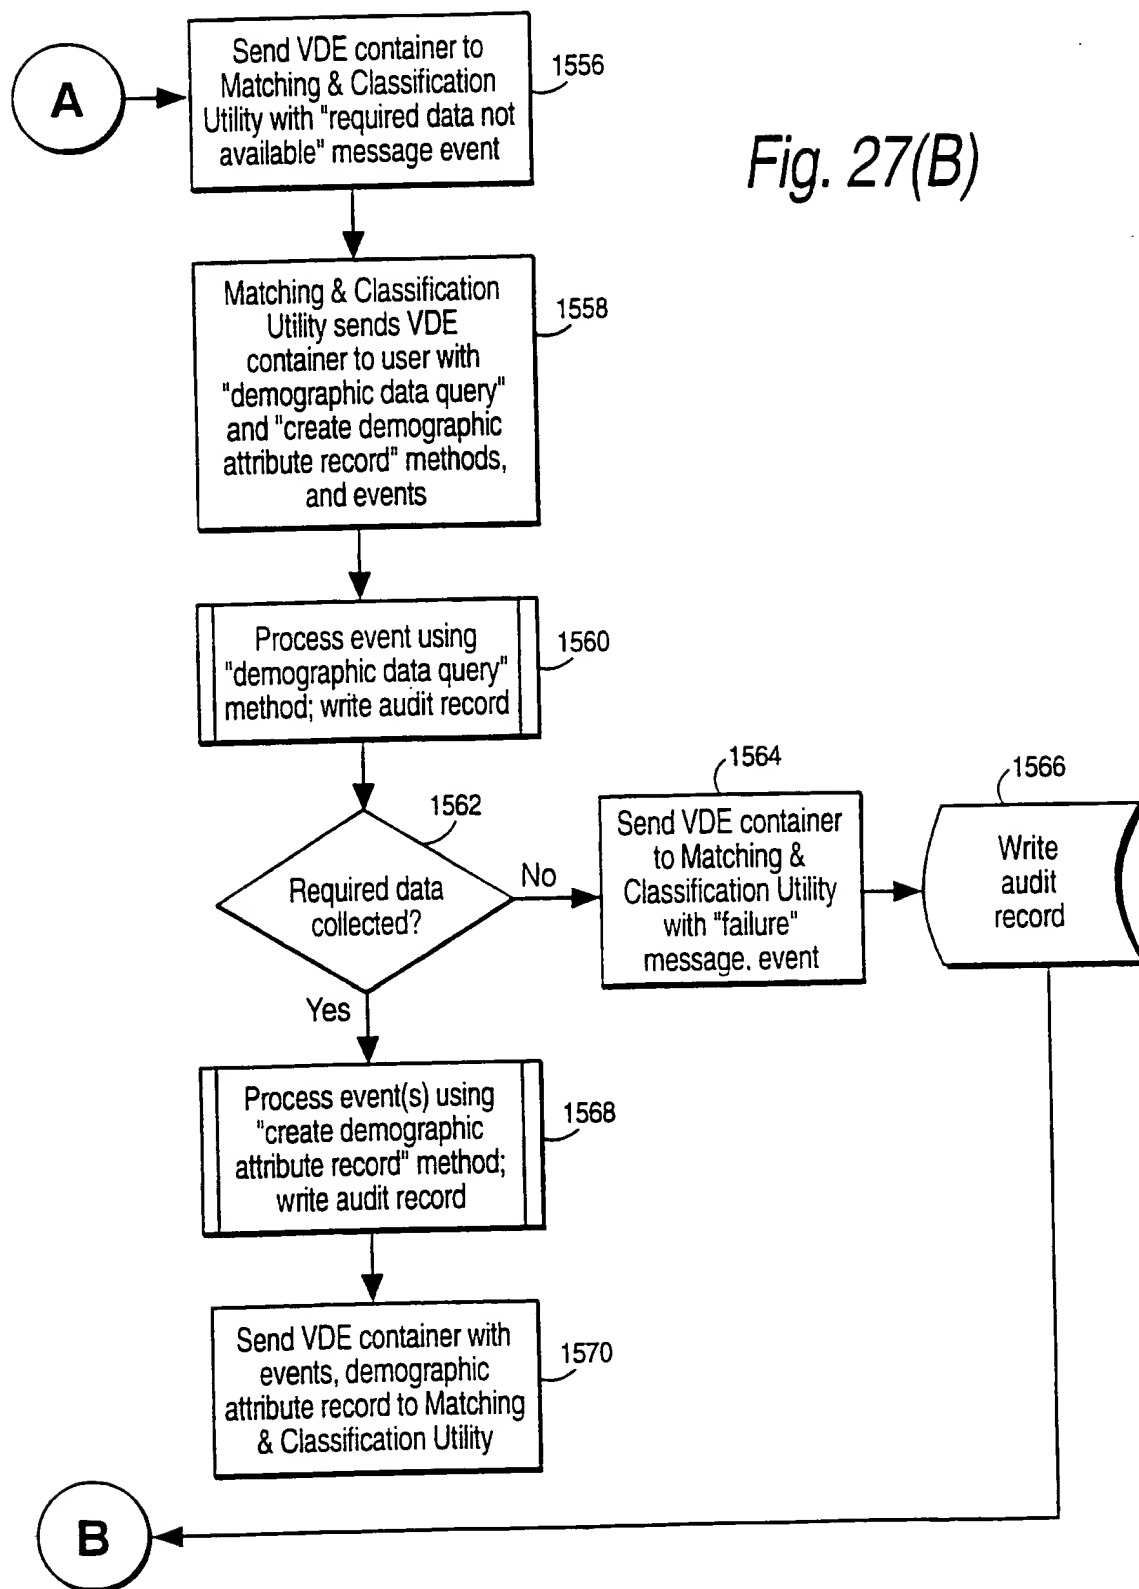 A
Send VDE container to
Matching & Classification
Utility with "required data not
available" message event
1556
Fig. 27(B)
Matching & Classification
Utility sends VDE
container to user with
"demographic data query"
and "create demographic
attribute record" methods,
and events
1558
Process event using
"demographic data query"
method; write audit record
1560
Required data
collected?
1562
No
Yes
Send VDE container
to Matching &
Classification Utility
with "failure"
message. event
1564
Write
audit
record
1566
Process event(s) using
"create demographic
attribute record" method;
write audit record
1568
Send VDE container with
events, demographic
attribute record to Matching
& Classification Utility
1570
B